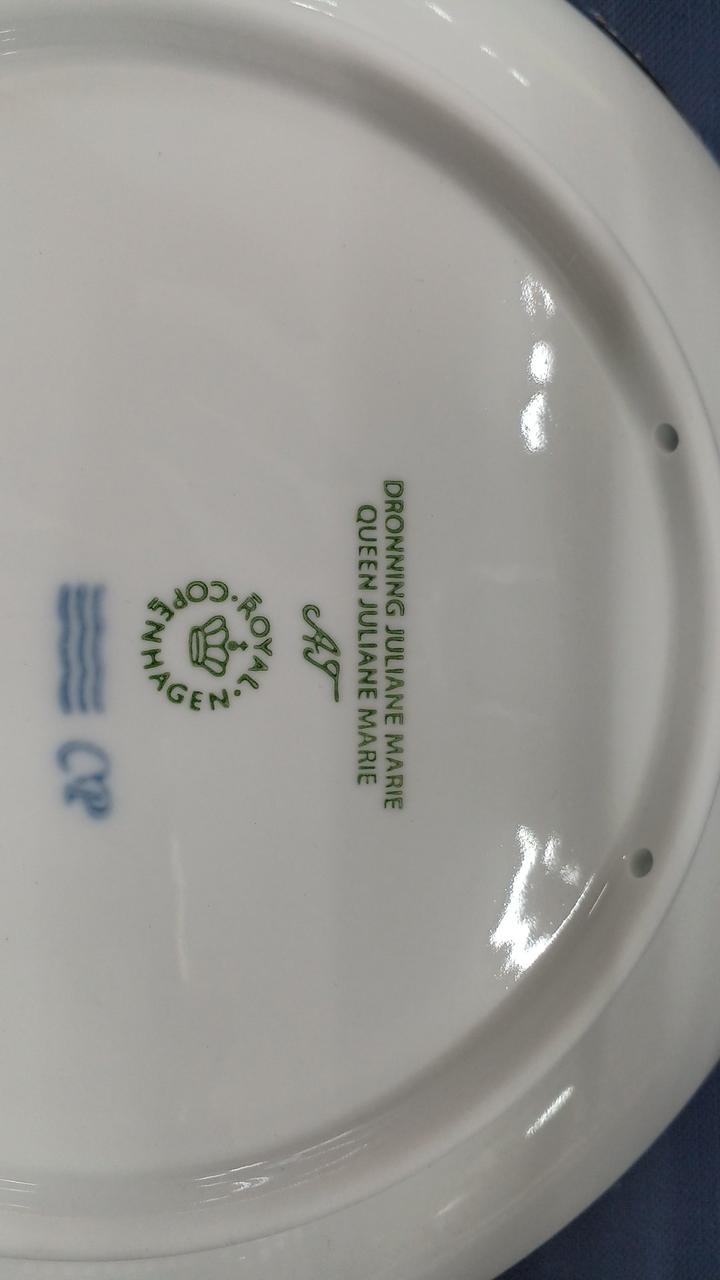 DRONNING JULIANE MARIE
QUEEN JULIANE MARIE
ROYAL.
COPENHAGEN.